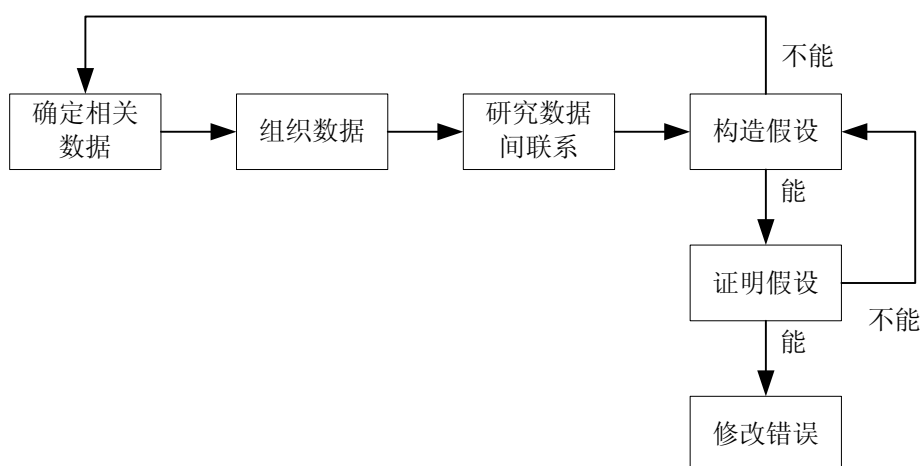 不能
确定相关
数据
组织数据
研究数据
间联系
构造假设
能
证明假设
不能
能
修改错误